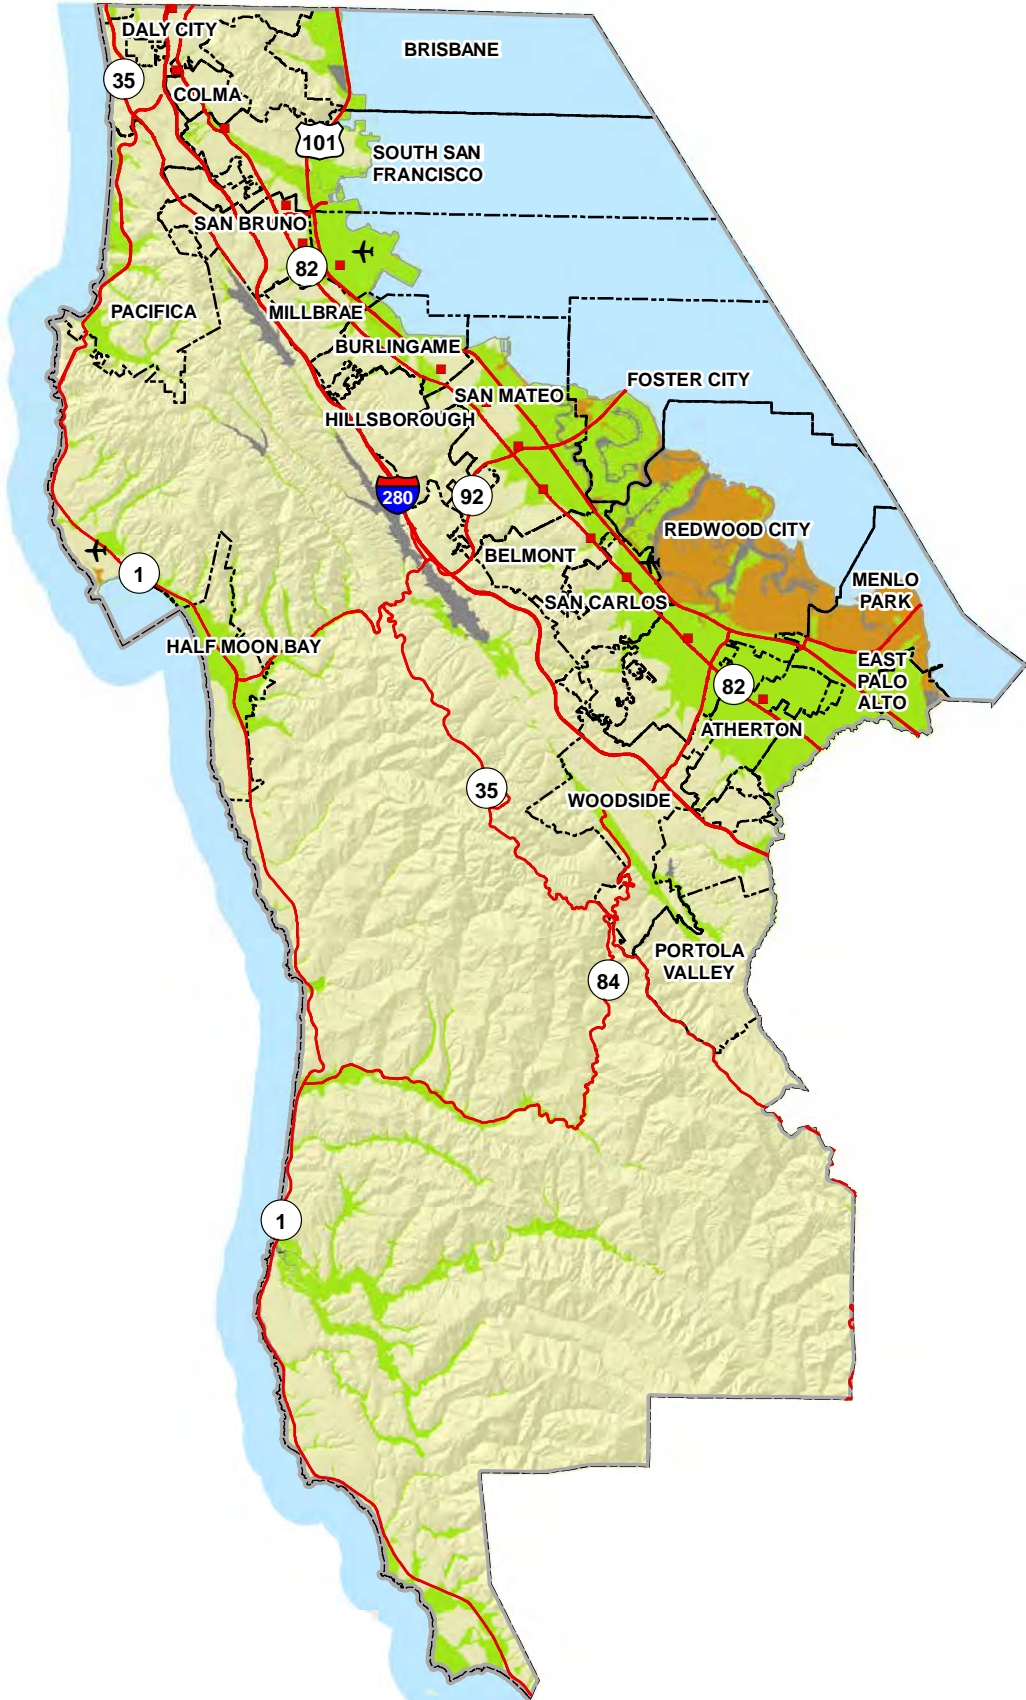 DALY CITY
BRISBANE
35
COLMA
101
SOUTH SAN
FRANCISCO
SAN BRUNO
82
PACIFICA
MILLBRAE
BURLINGAME
FOSTER CITY
SAN MATEO
HILLSBOROUGH
280
92
REDWOOD CITY
BELMONT
1
MENLO
PARK
SAN CARLOS
HALF MOON BAY
EAST
PALO
ALTO
82
ATHERTON
35
WOODSIDE
PORTOLA
VALLEY
84
1